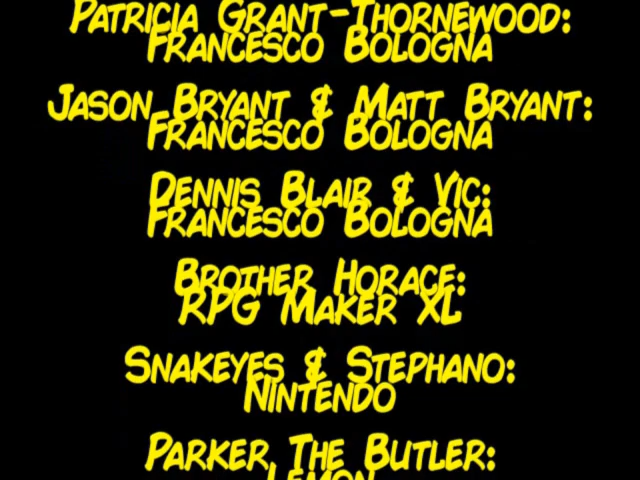 Patricia Grant-Thornewood:
Francesco Bologna
Jason Bryant & Matt Bryant:
Francesco Bologna
Dennis Blair & Vic:
Francesco Bologna
Brother Horace:
RPG Maker XL
Snakeyes & Stephano:
Nintendo
Parker, The Butler:
Lemon